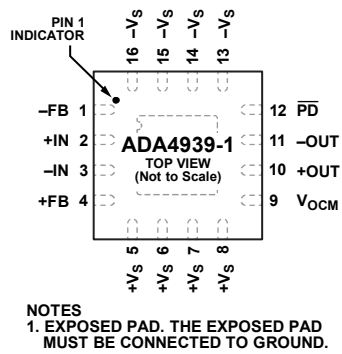 PIN 1
INDICATOR
16 –VS
15 –VS
14 –VS
13 –VS
–FB 1
+IN 2
–IN 3
+FB 4
ADA4939-1
TOP VIEW
(Not to Scale)
12 P̅D̅
11 –OUT
10 +OUT
9 VOCM
+VS 5
+VS 6
+VS 7
+VS 8
NOTES
1. EXPOSED PAD. THE EXPOSED PAD
MUST BE CONNECTED TO GROUND.